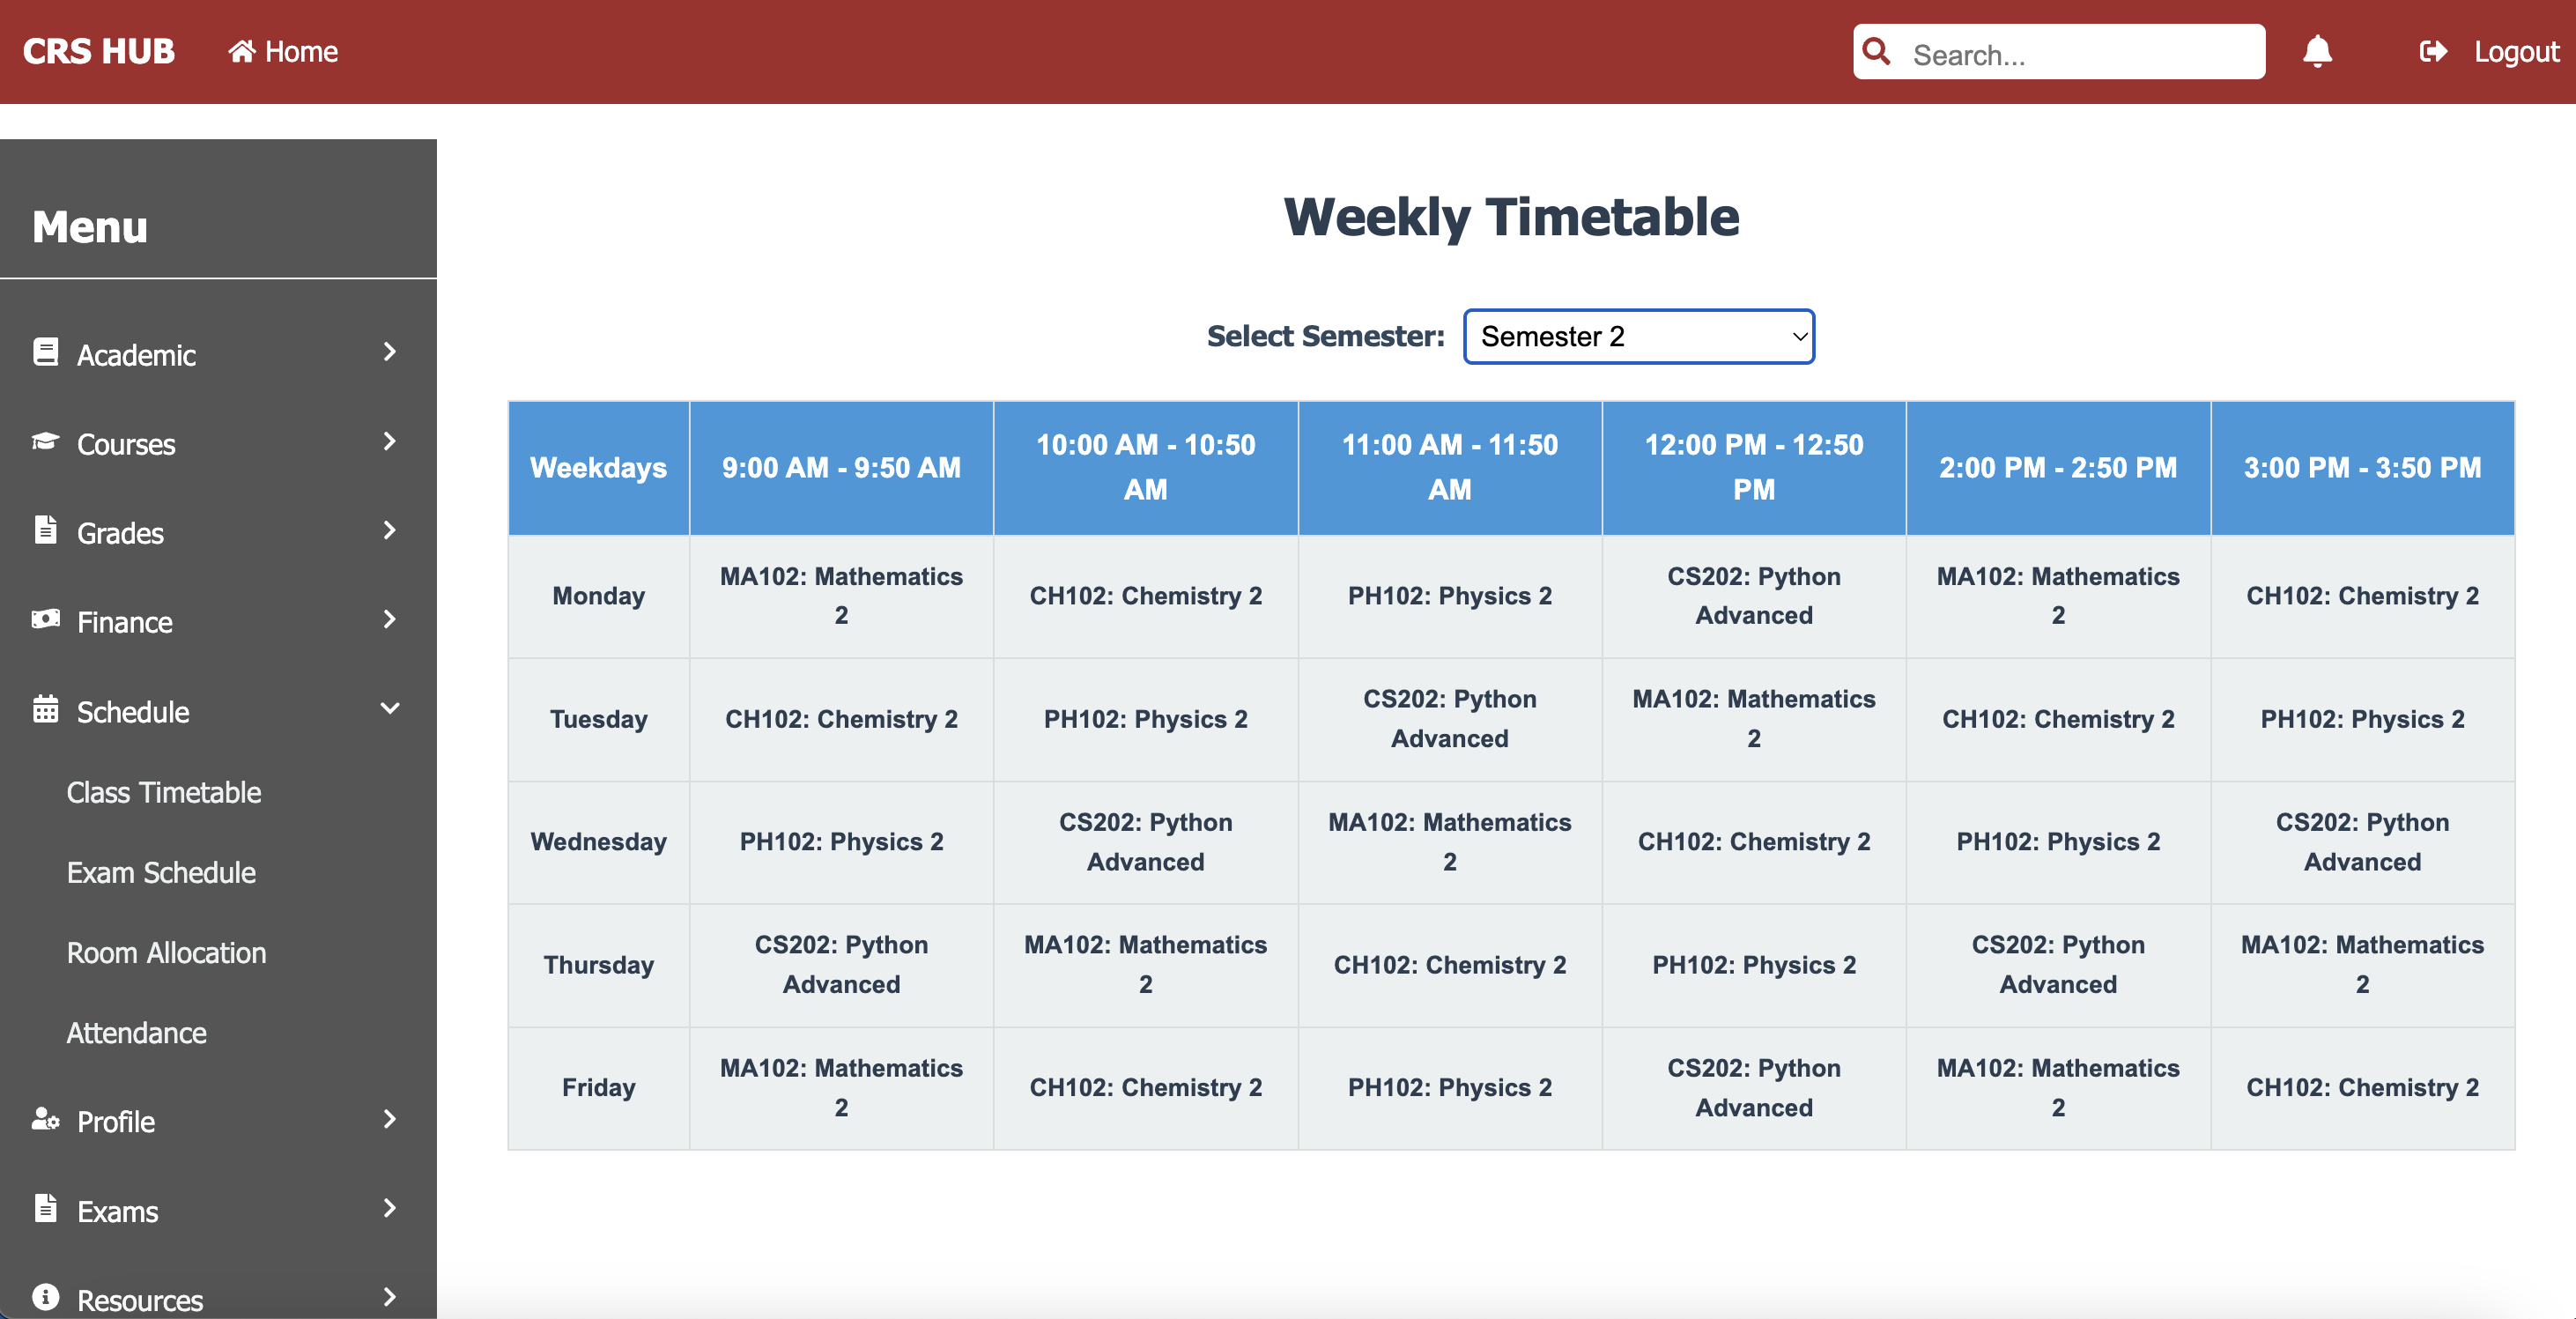 CRS HUB
Home
Search...
Logout
Menu
Academic
Courses
Grades
Finance
Schedule
Class Timetable
Exam Schedule
Room Allocation
Attendance
Profile
Exams
Resources
Weekly Timetable
Select Semester: Semester 2
Weekdays
9:00 AM - 9:50 AM
10:00 AM - 10:50
AM
11:00 AM - 11:50
AM
12:00 PM - 12:50
PM
2:00 PM - 2:50 PM
3:00 PM - 3:50 PM
Monday
MA102: Mathematics
2
CH102: Chemistry 2
PH102: Physics 2
CS202: Python
Advanced
MA102: Mathematics
2
CH102: Chemistry 2
Tuesday
CH102: Chemistry 2
PH102: Physics 2
CS202: Python
Advanced
MA102: Mathematics
2
CH102: Chemistry 2
PH102: Physics 2
Wednesday
PH102: Physics 2
CS202: Python
Advanced
MA102: Mathematics
2
CH102: Chemistry 2
PH102: Physics 2
CS202: Python
Advanced
Thursday
CS202: Python
Advanced
MA102: Mathematics
2
CH102: Chemistry 2
PH102: Physics 2
CS202: Python
Advanced
MA102: Mathematics
2
Friday
MA102: Mathematics
2
CH102: Chemistry 2
PH102: Physics 2
CS202: Python
Advanced
MA102: Mathematics
2
CH102: Chemistry 2